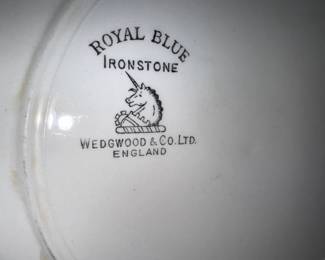 ROYAL BLUE
IRONSTONE
WEDGWOOD & CO. LTD.
ENGLAND